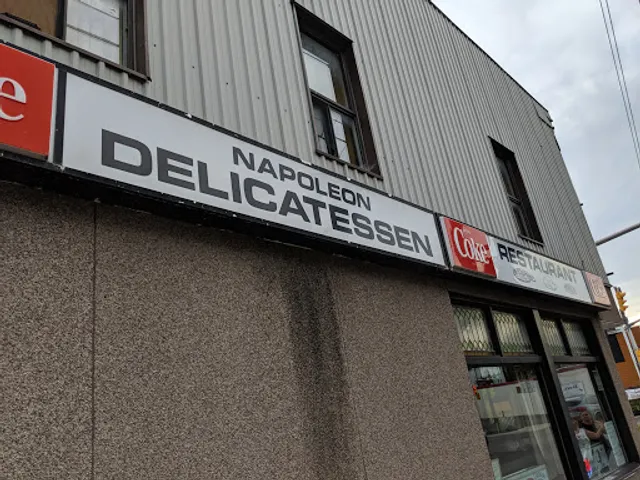 NAPOLEON
DELICATESSEN
Coke
RESTAURANT